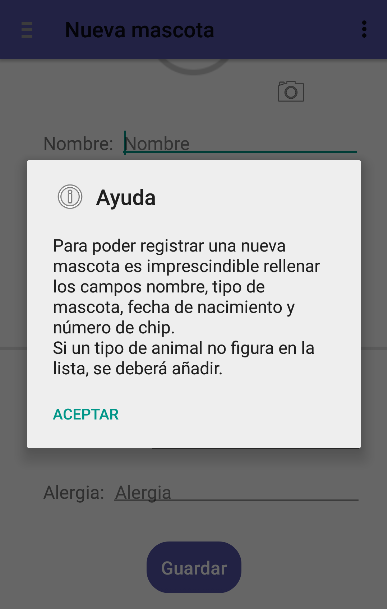 Nueva mascota
Nombre: Nombre
Ayuda
Para poder registrar una nueva
mascota es imprescindible rellenar
los campos nombre, tipo de
mascota, fecha de nacimiento y
número de chip.
Si un tipo de animal no figura en la
lista, se deberá añadir.
ACEPTAR
Alergia: Alergia
Guardar